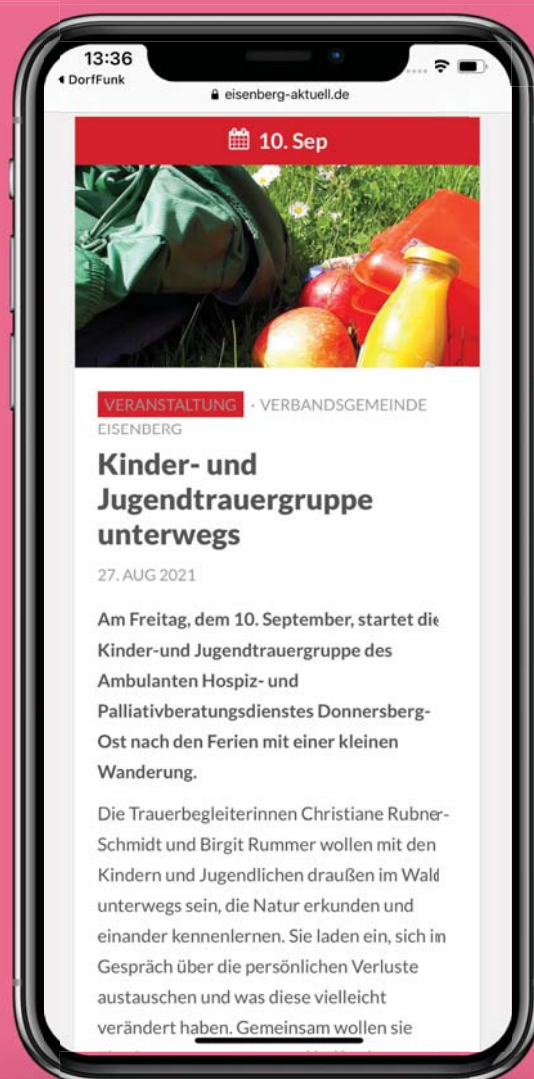 13:36
◀ DorfFunk
eisenberg-aktuell.de
10. Sep
VERANSTALTUNG · VERBANDSGEMEINDE
EISENBERG
Kinder- und
Jugendtrauergruppe
unterwegs
27. AUG 2021
Am Freitag, dem 10. September, startet die
Kinder-und Jugendtrauergruppe des
Ambulanten Hospiz- und
Palliativberatungsdienstes Donnersberg-
Ost nach den Ferien mit einer kleinen
Wanderung.
Die Trauerbegleiterinnen Christiane Rubner-
Schmidt und Birgit Rummer wollen mit den
Kindern und Jugendlichen draußen im Wald
unterwegs sein, die Natur erkunden und
einander kennenlernen. Sie laden ein, sich im
Gespräch über die persönlichen Verluste
austauschen und was diese vielleicht
verändert haben. Gemeinsam wollen sie